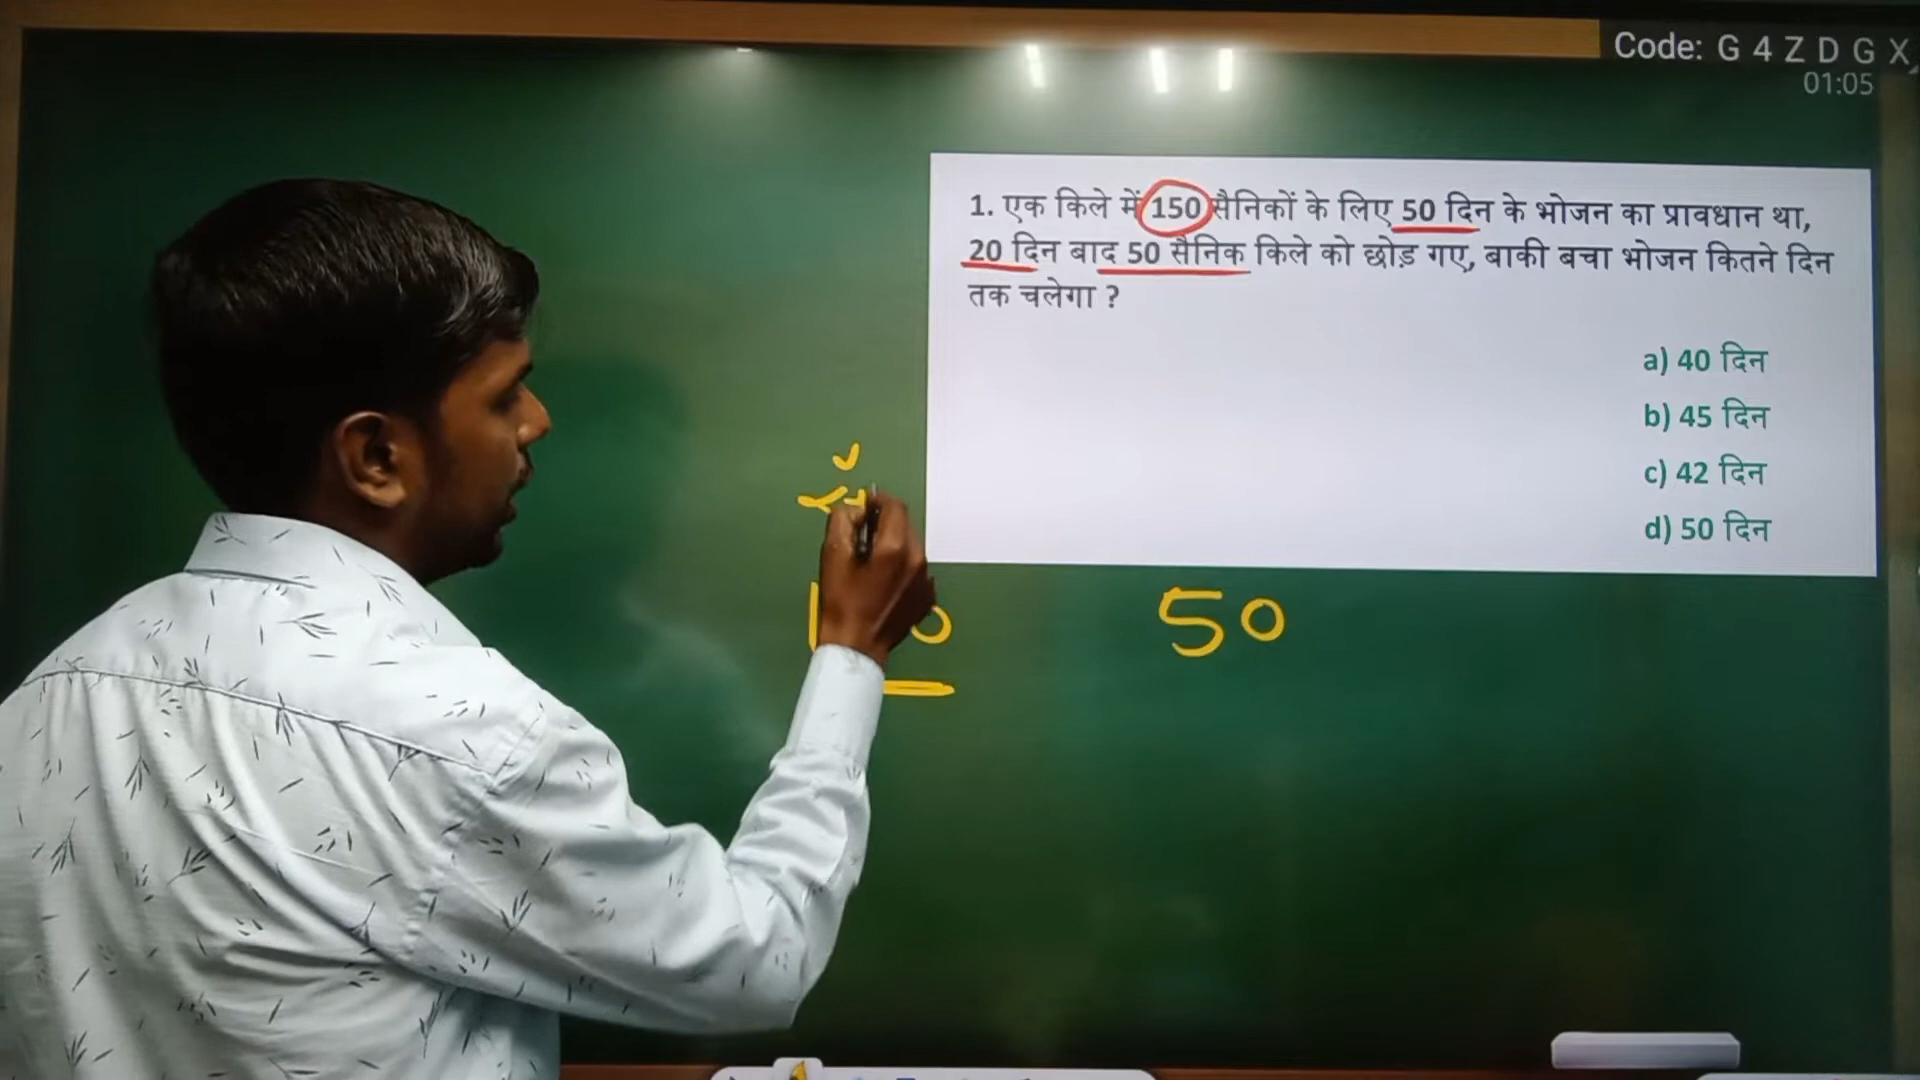 Code: G 4 Z D G X
01:05
1. एक किले में 150 सैनिकों के लिए 50 दिन के भोजन का प्रावधान था,
20 दिन बाद 50 सैनिक किले को छोड़ गए, बाकी बचा भोजन कितने दिन
तक चलेगा ?
a) 40 दिन
b) 45 दिन
c) 42 दिन
d) 50 दिन
50